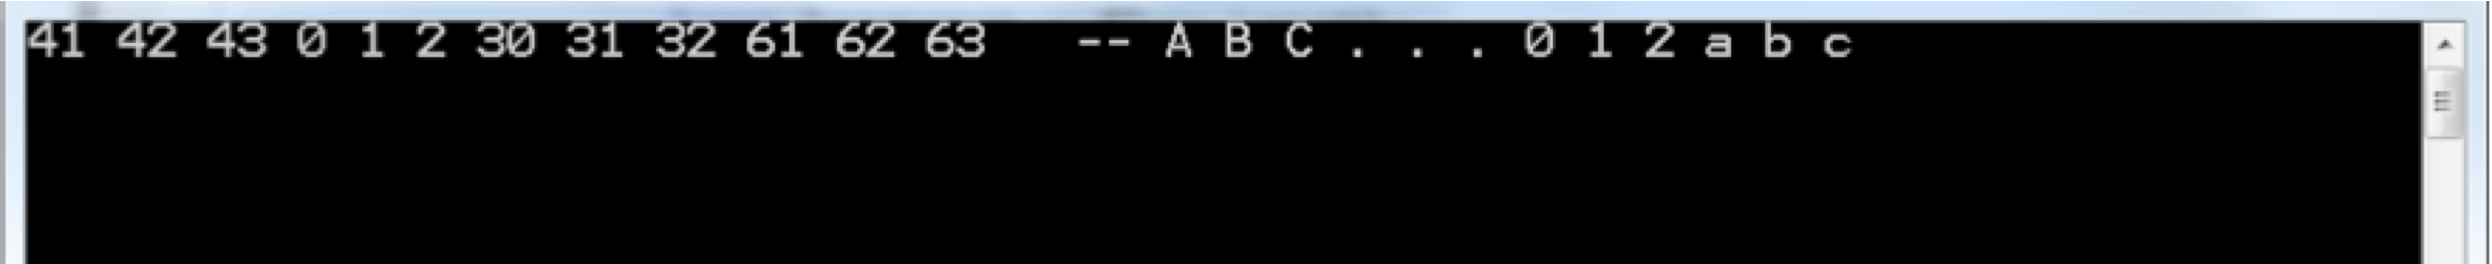 41 42 43 0 1 2 30 31 32 61 62 63   -- A B C . . . 0 1 2 a b c